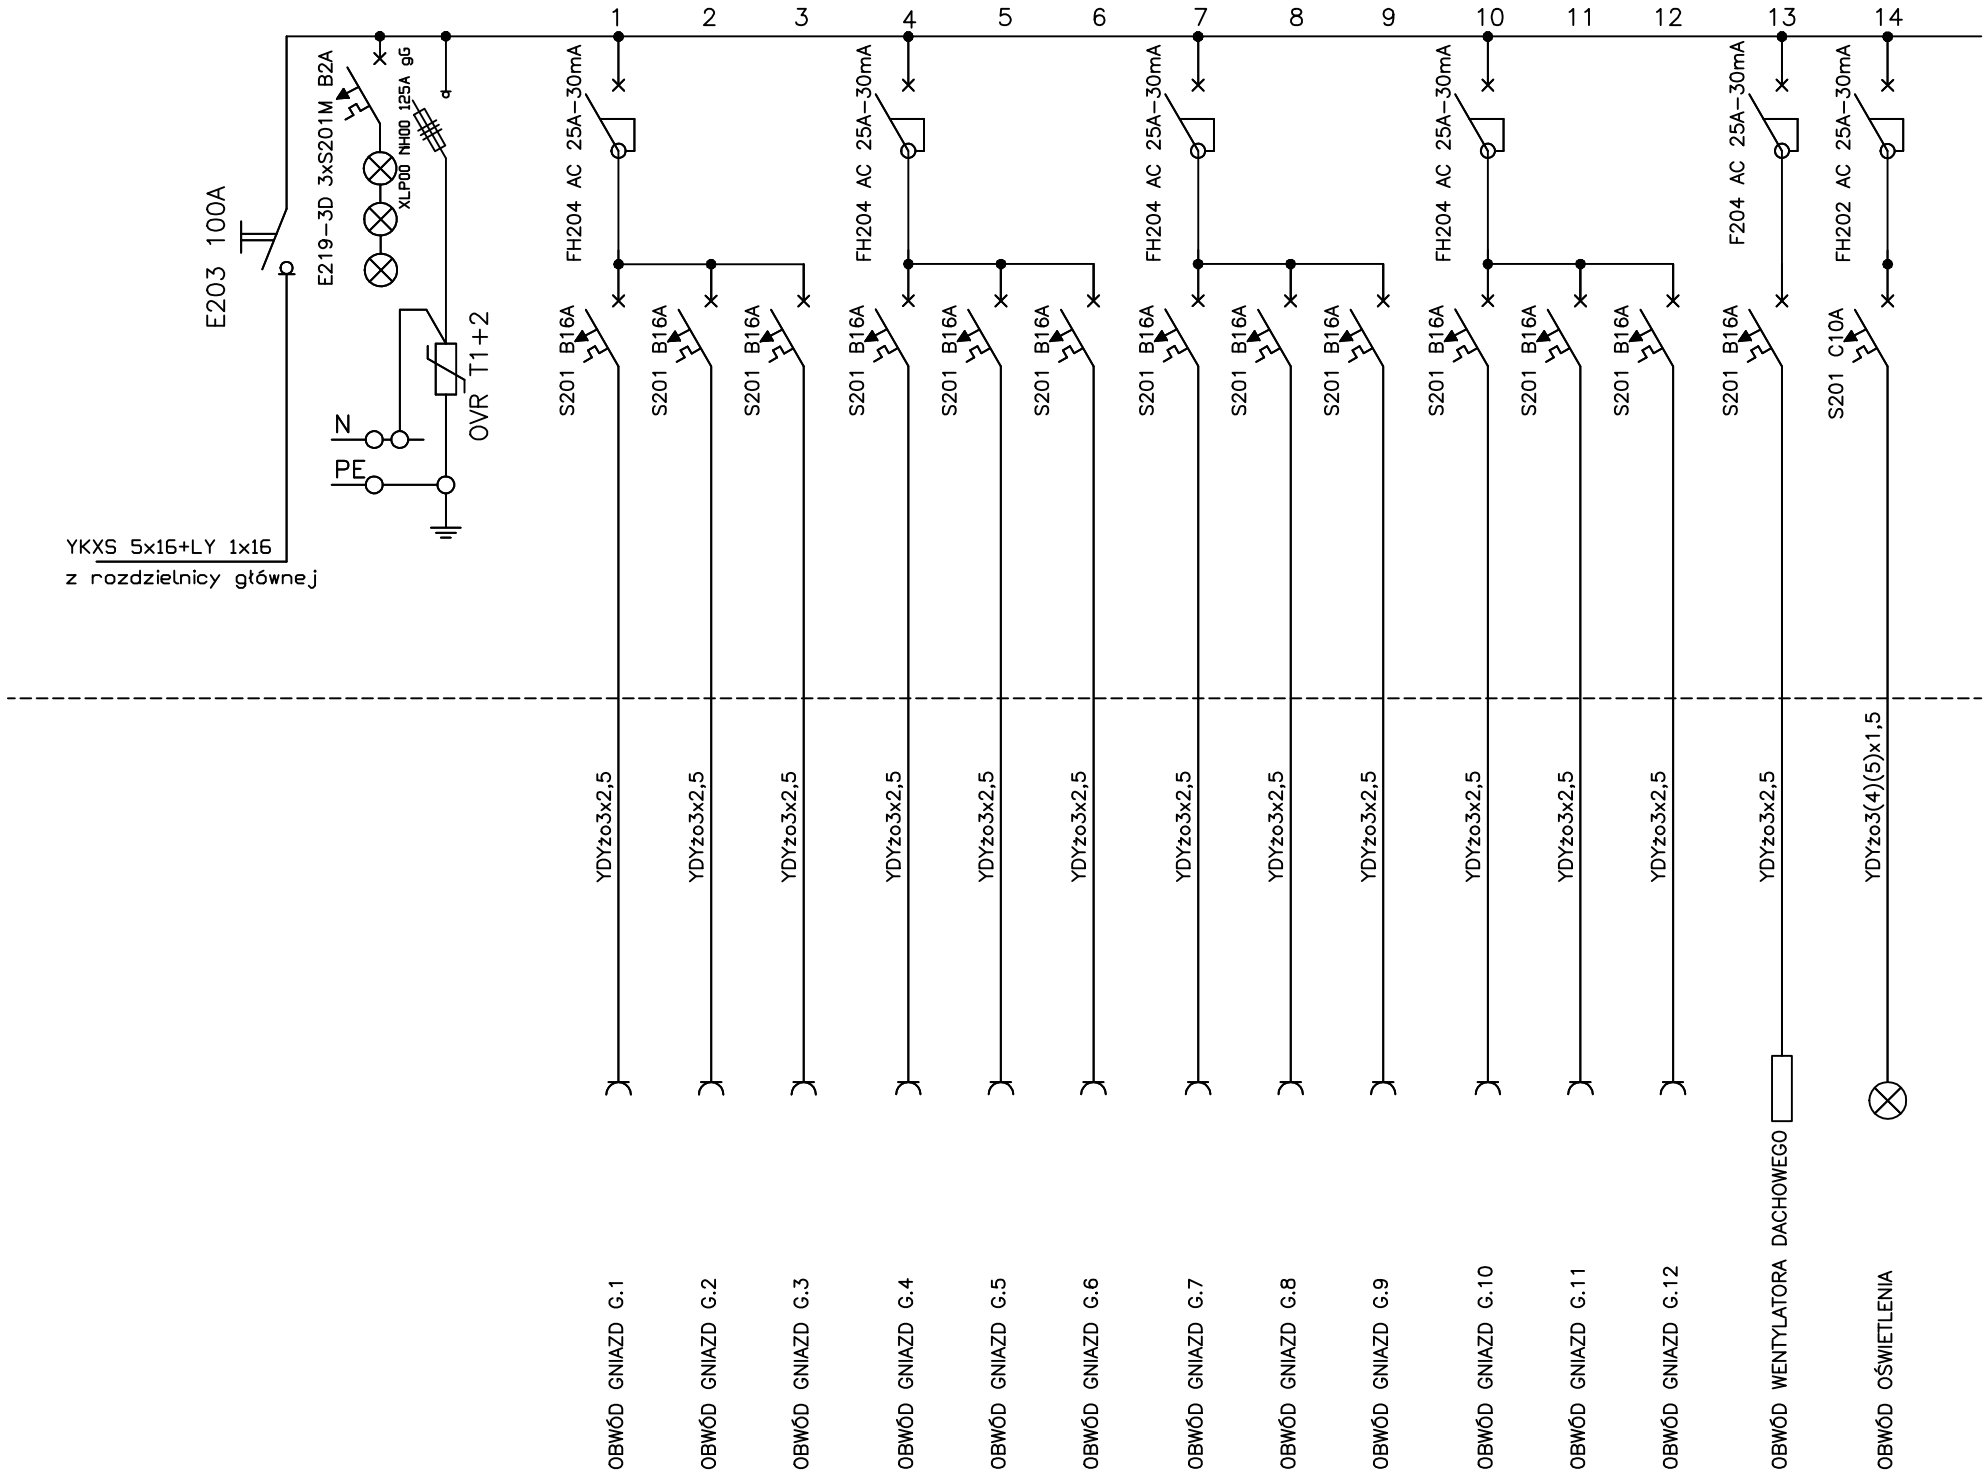 1 2 3 4 5 6 7 8 9 10 11 12 13 14
E203 100A
E219-3D 3xS201M B2A
XLP00 NH00 125A gG
OVR T1+2
N
PE
YKXS 5x16+LY 1x16
z rozdzielnicy głównej
FH204 AC 25A-30mA
FH204 AC 25A-30mA
FH204 AC 25A-30mA
FH204 AC 25A-30mA
F204 AC 25A-30mA
FH202 AC 25A-30mA
S201 B16A
S201 B16A
S201 B16A
S201 B16A
S201 B16A
S201 B16A
S201 B16A
S201 B16A
S201 B16A
S201 B16A
S201 B16A
S201 B16A
S201 B16A
S201 C10A
YDYżo3x2,5
YDYżo3x2,5
YDYżo3x2,5
YDYżo3x2,5
YDYżo3x2,5
YDYżo3x2,5
YDYżo3x2,5
YDYżo3x2,5
YDYżo3x2,5
YDYżo3x2,5
YDYżo3x2,5
YDYżo3x2,5
YDYżo3x2,5
YDYżo3(4)(5)x1,5
OBWÓD GNIAZD G.1
OBWÓD GNIAZD G.2
OBWÓD GNIAZD G.3
OBWÓD GNIAZD G.4
OBWÓD GNIAZD G.5
OBWÓD GNIAZD G.6
OBWÓD GNIAZD G.7
OBWÓD GNIAZD G.8
OBWÓD GNIAZD G.9
OBWÓD GNIAZD G.10
OBWÓD GNIAZD G.11
OBWÓD GNIAZD G.12
OBWÓD WENTYLATORA DACHOWEGO
OBWÓD OŚWIETLENIA